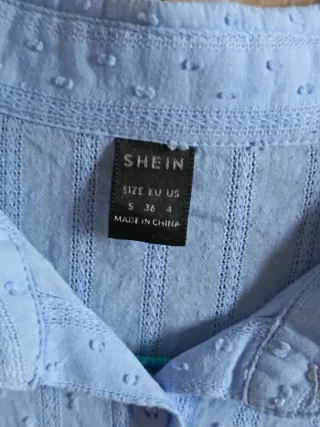 SHEIN
SIZE EU US
S 36 4
MADE IN CHINA